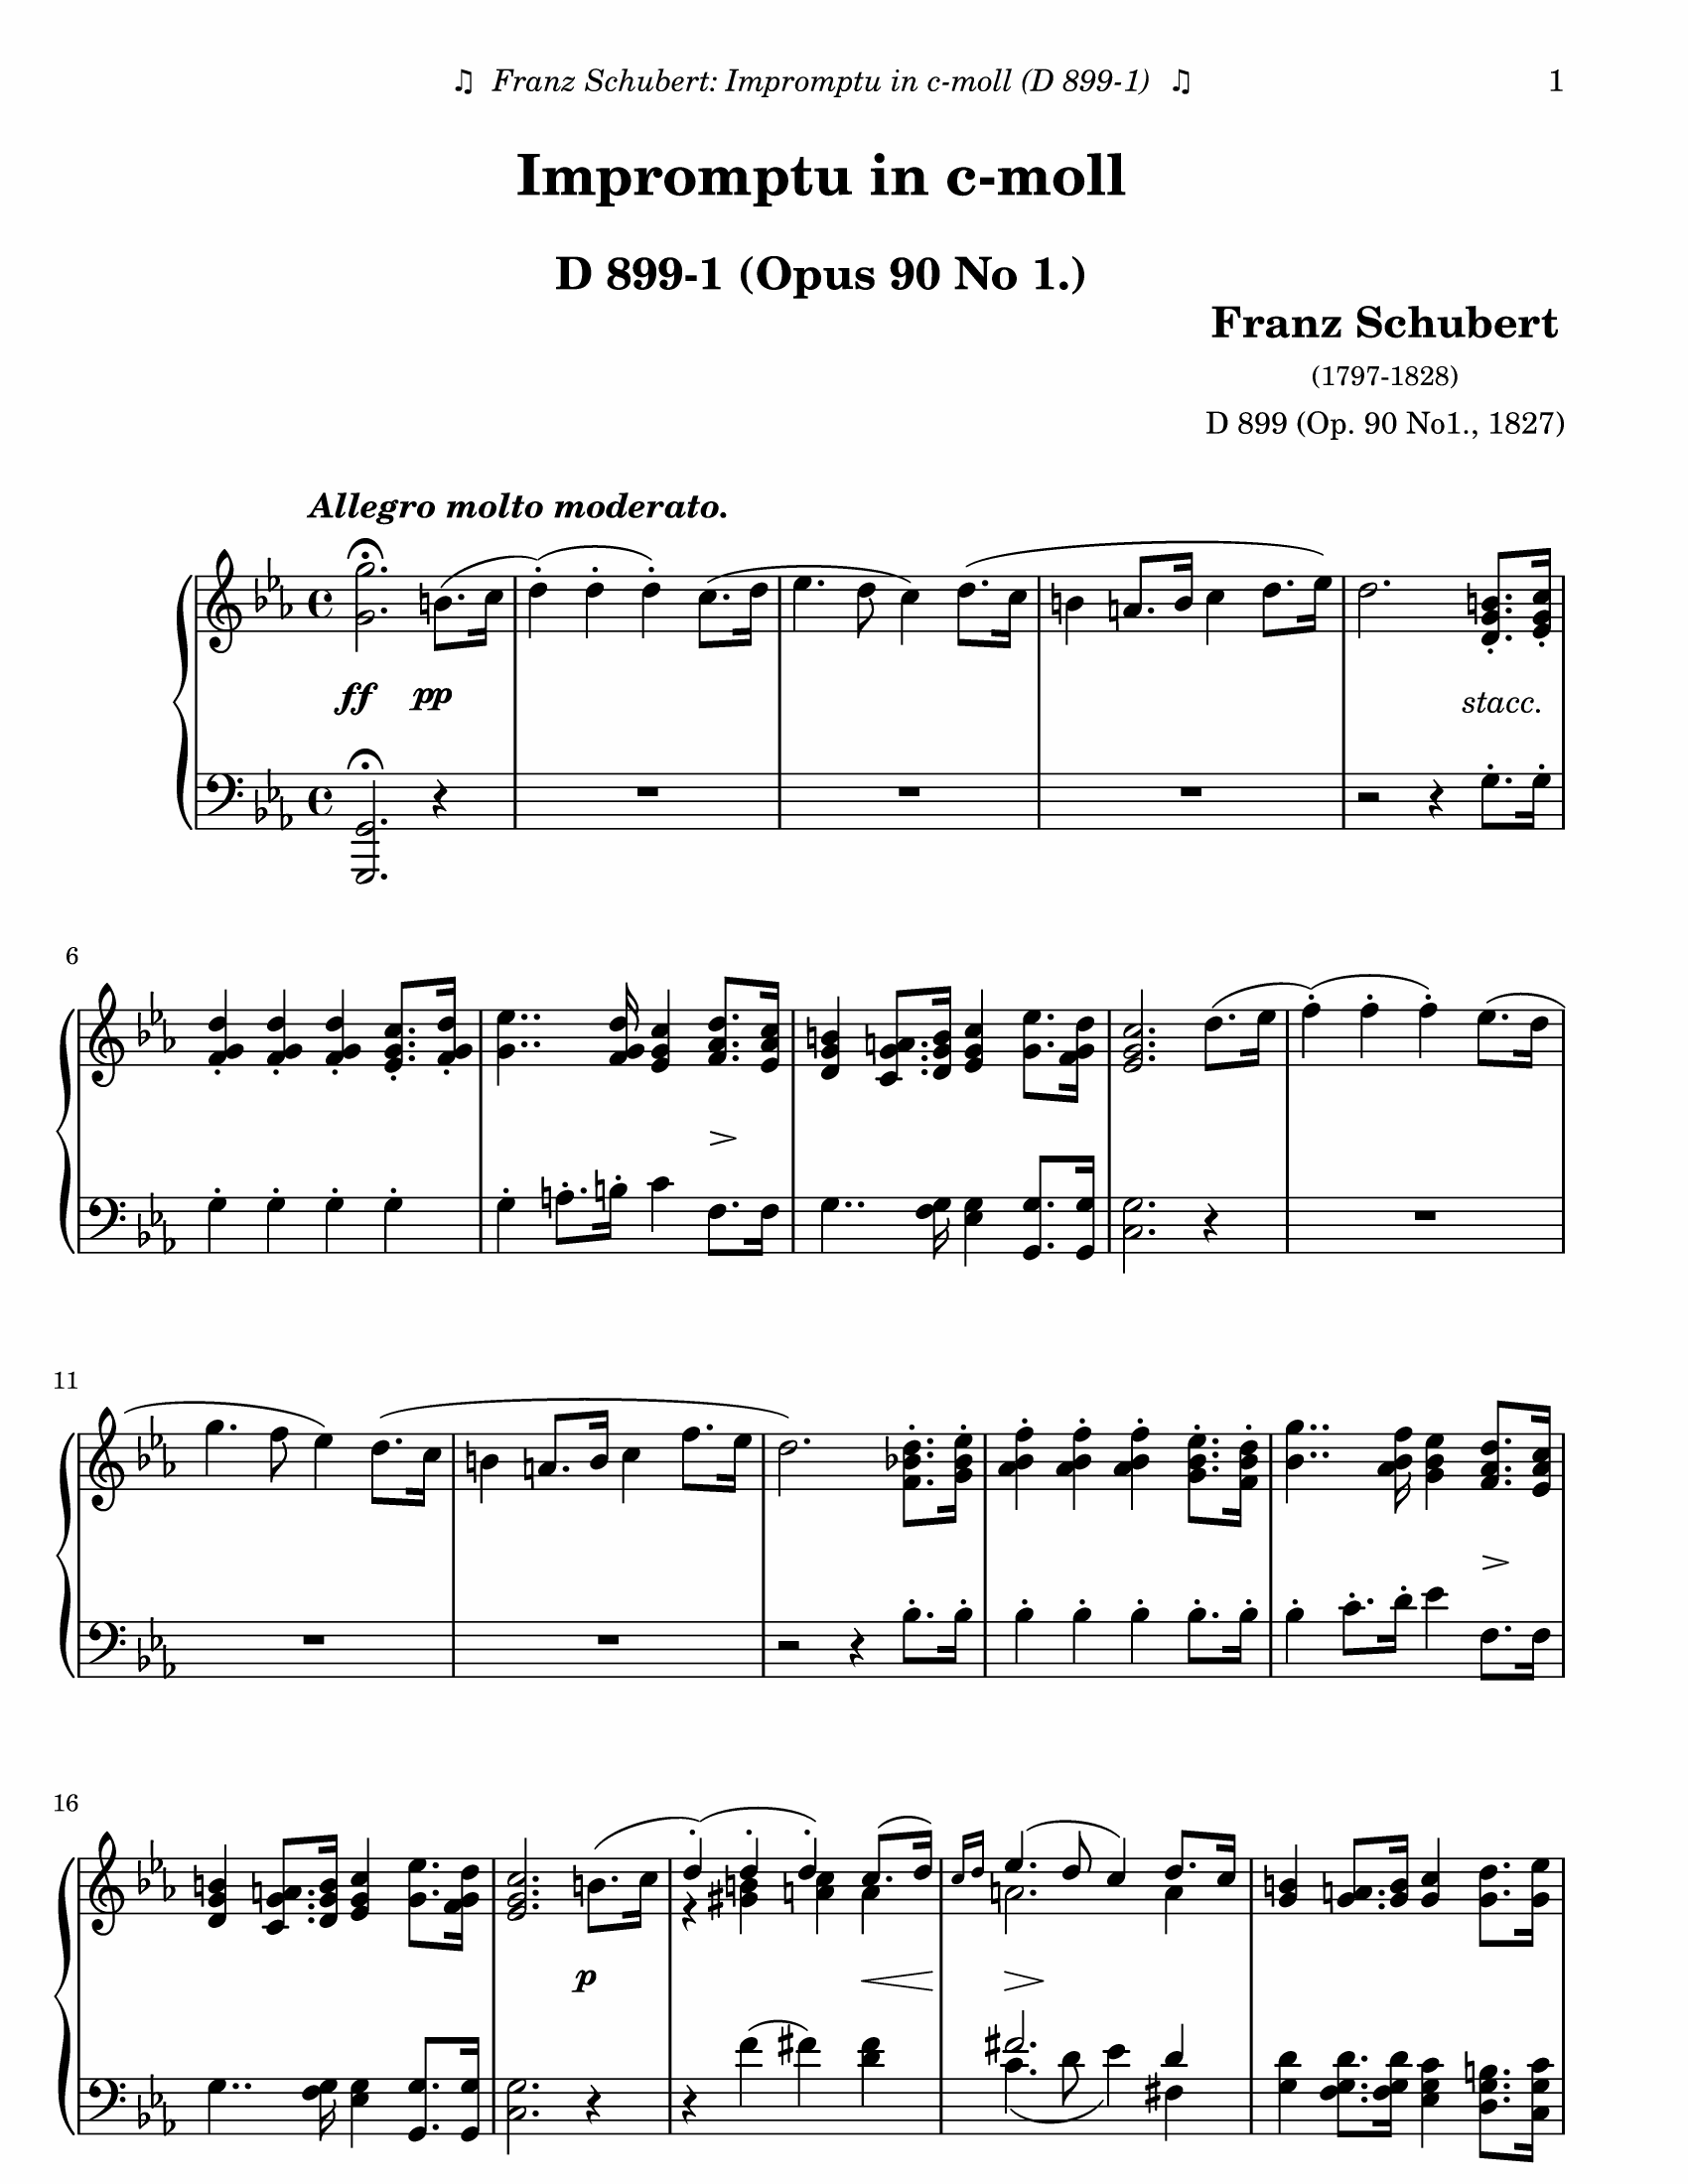 ♫ Franz Schubert: Impromptu in c-moll (D 899-1) ♫ 1
Impromptu in c-moll
D 899-1 (Opus 90 No 1.)
Franz Schubert
(1797-1828)
D 899 (Op. 90 No1., 1827)
Allegro molto moderato.
ff pp stacc.
6
11
16
p